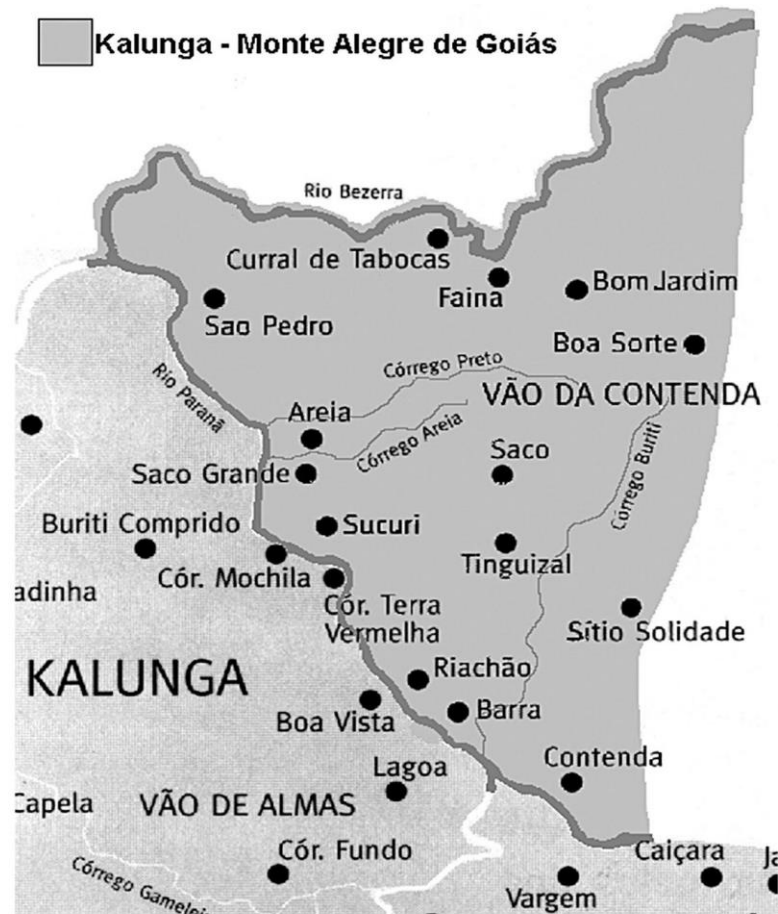 Kalunga - Monte Alegre de Goiás
Rio Bezerra
Curral de Tabocas
Faina
Bom Jardim
Sao Pedro
Boa Sorte
Rio Paranã
Córrego Preto
VÃO DA CONTENDA
Areia
Córrego Areia
Saco
Córrego Buriti
Saco Grande
Buriti Comprido
Sucuri
Tinguizal
Cór. Mochila
adinha
Cór. Terra
Vermelha
Sítio Solidade
KALUNGA
Riachão
Boa Vista
Barra
Lagoa
Contenda
Capela
VÃO DE ALMAS
Cór. Fundo
Caiçara
Ja
Córrego Gamelei
Vargem